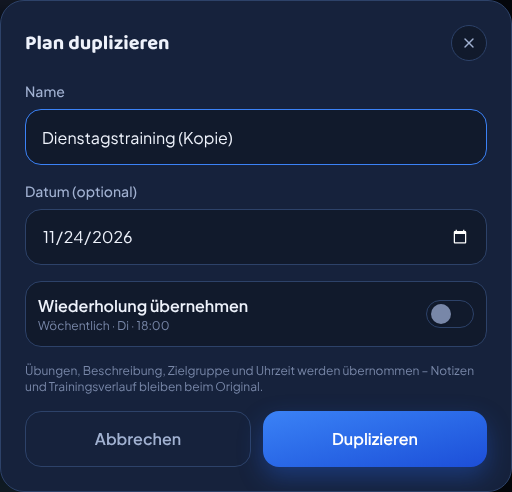 Plan duplizieren
Name
Dienstagstraining (Kopie)
Datum (optional)
11/24/2026
Wiederholung übernehmen
Wöchentlich · Di · 18:00
Übungen, Beschreibung, Zielgruppe und Uhrzeit werden übernommen – Notizen
und Trainingsverlauf bleiben beim Original.
Abbrechen
Duplizieren